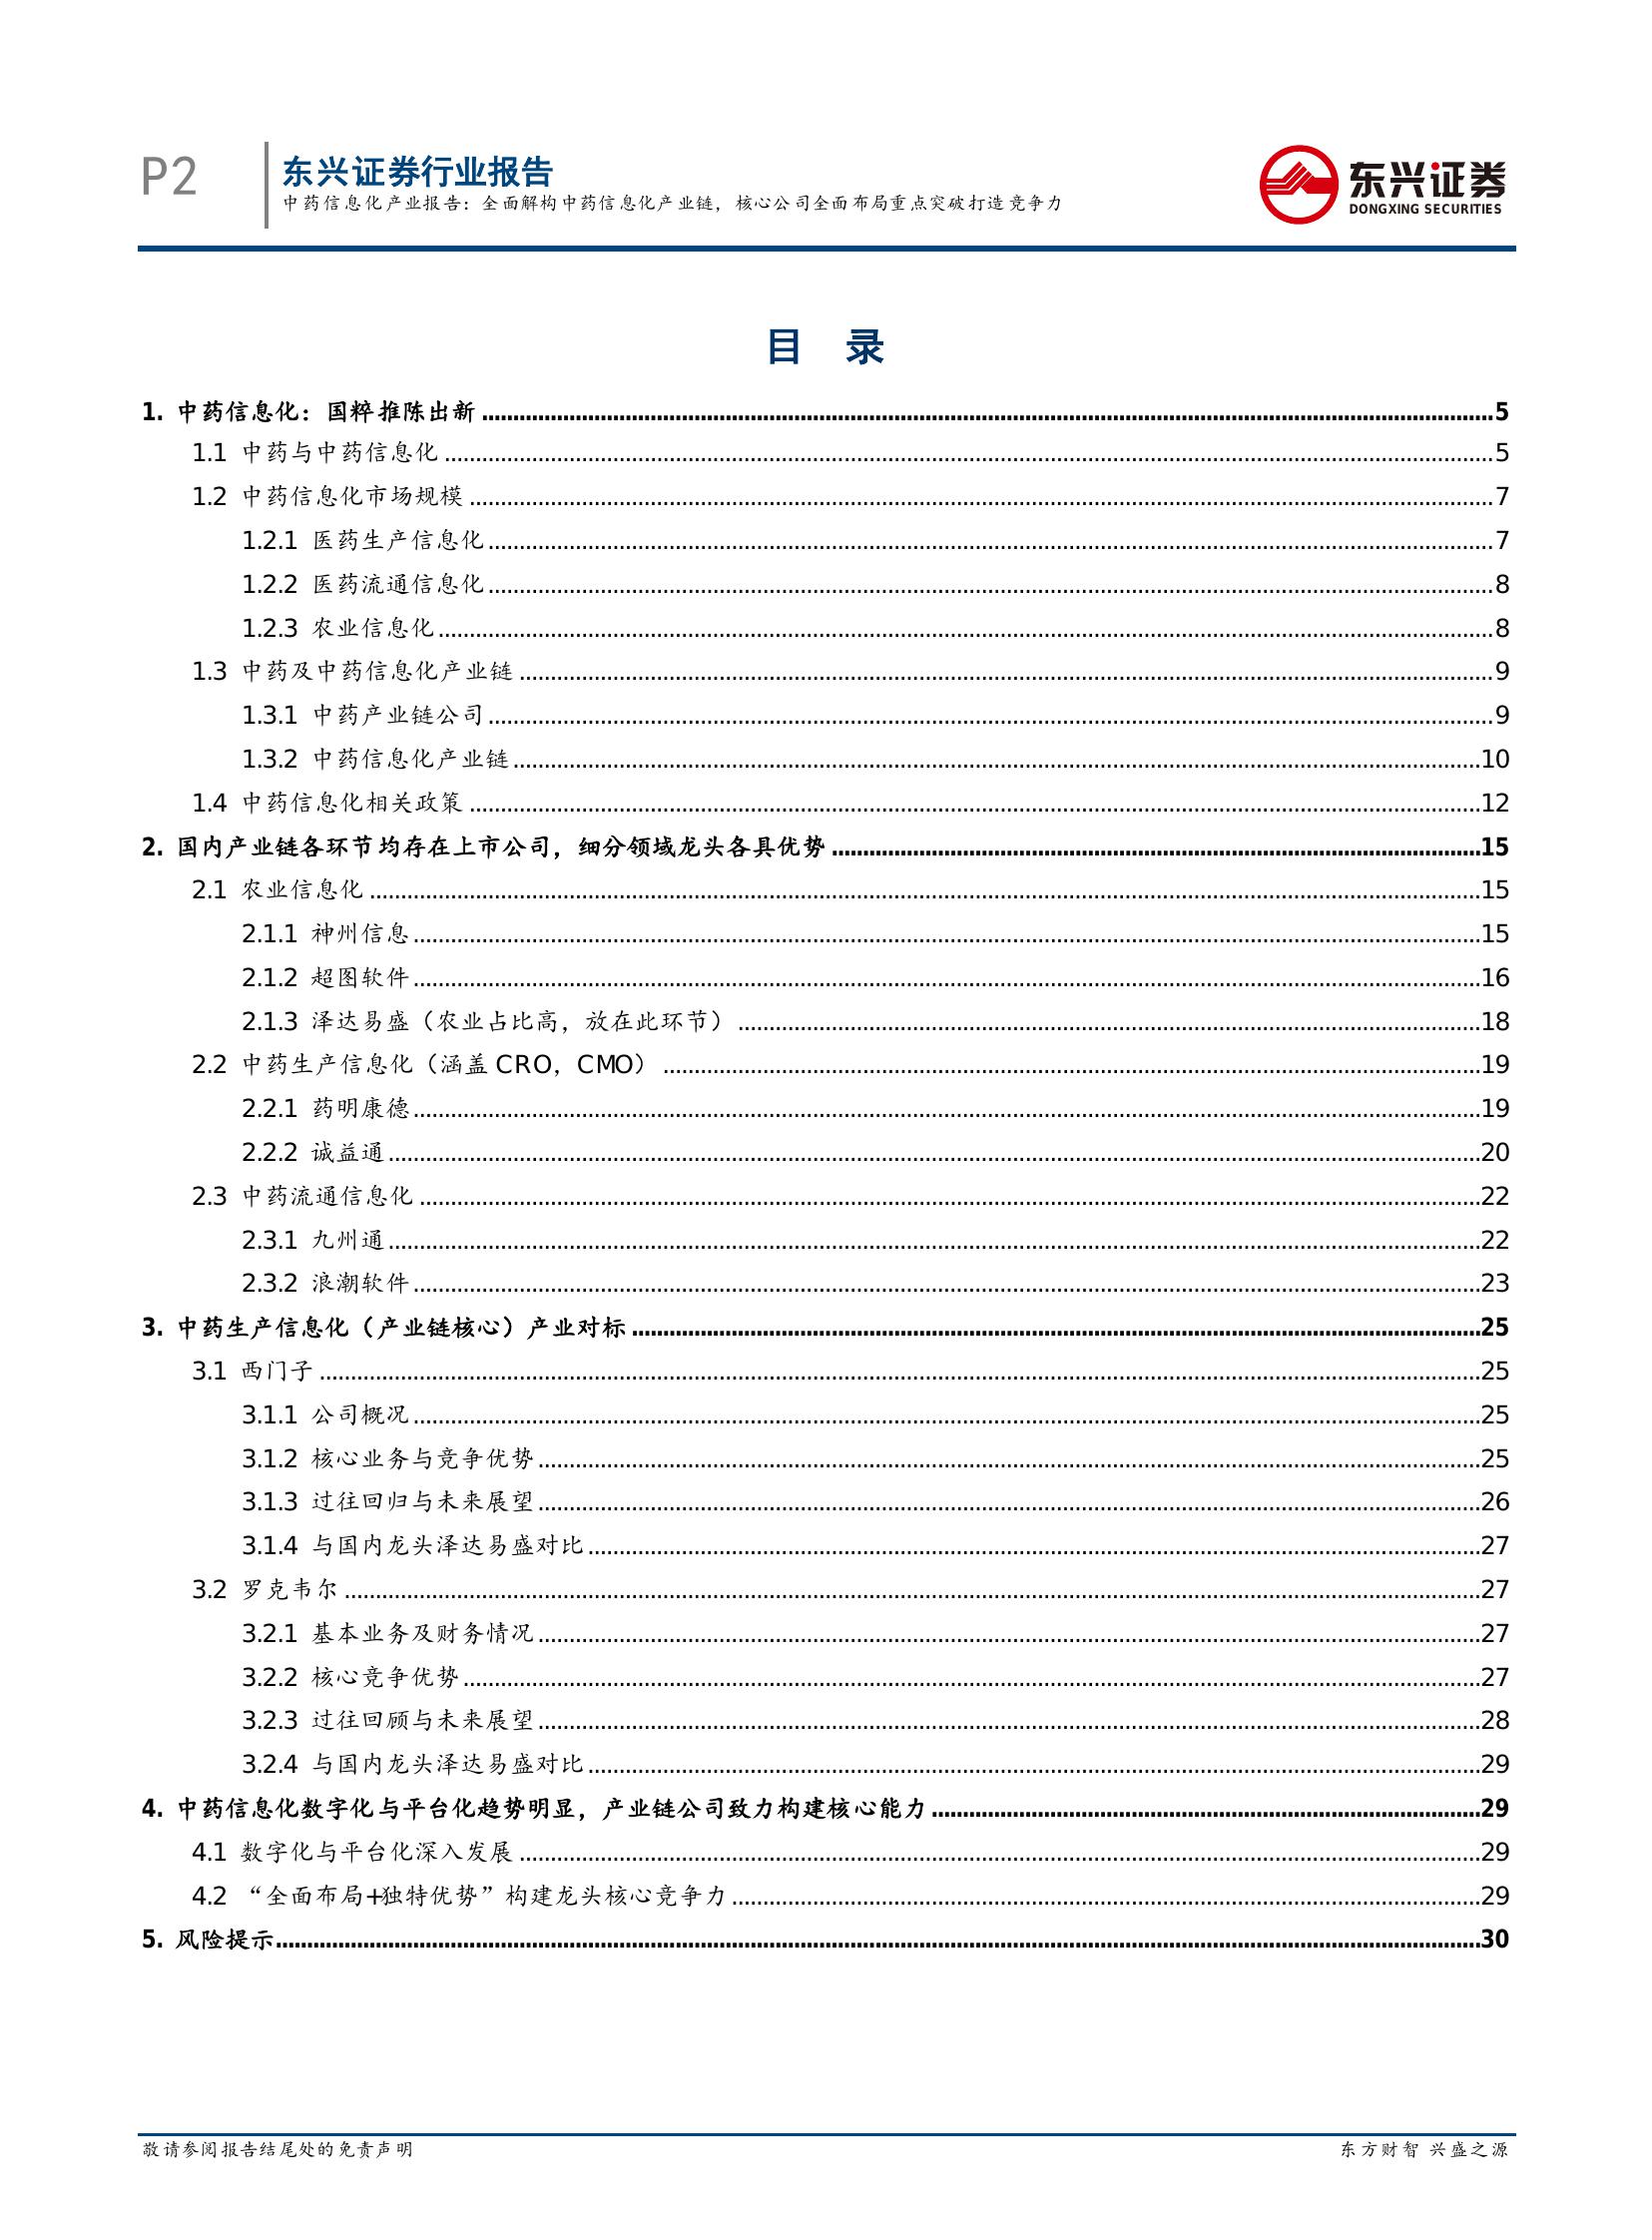 P2
东兴证券行业报告
中药信息化产业报告：全面解构中药信息化产业链，核心公司全面布局重点突破打造竞争力
东兴证券
DONGXING SECURITIES
目 录
1. 中药信息化：国粹推陈出新 5
1.1 中药与中药信息化 5
1.2 中药信息化市场规模 7
1.2.1 医药生产信息化 7
1.2.2 医药流通信息化 8
1.2.3 农业信息化 8
1.3 中药及中药信息化产业链 9
1.3.1 中药产业链公司 9
1.3.2 中药信息化产业链 10
1.4 中药信息化相关政策 12
2. 国内产业链各环节均存在上市公司，细分领域龙头各具优势 15
2.1 农业信息化 15
2.1.1 神州信息 15
2.1.2 超图软件 16
2.1.3 泽达易盛（农业占比高，放在此环节） 18
2.2 中药生产信息化（涵盖 CRO，CMO） 19
2.2.1 药明康德 19
2.2.2 诚益通 20
2.3 中药流通信息化 22
2.3.1 九州通 22
2.3.2 浪潮软件 23
3. 中药生产信息化（产业链核心）产业对标 25
3.1 西门子 25
3.1.1 公司概况 25
3.1.2 核心业务与竞争优势 25
3.1.3 过往回归与未来展望 26
3.1.4 与国内龙头泽达易盛对比 27
3.2 罗克韦尔 27
3.2.1 基本业务及财务情况 27
3.2.2 核心竞争优势 27
3.2.3 过往回顾与未来展望 28
3.2.4 与国内龙头泽达易盛对比 29
4. 中药信息化数字化与平台化趋势明显，产业链公司致力构建核心能力 29
4.1 数字化与平台化深入发展 29
4.2 “全面布局+独特优势”构建龙头核心竞争力 29
5. 风险提示 30
敬请参阅报告结尾处的免责声明
东方财智 兴盛之源